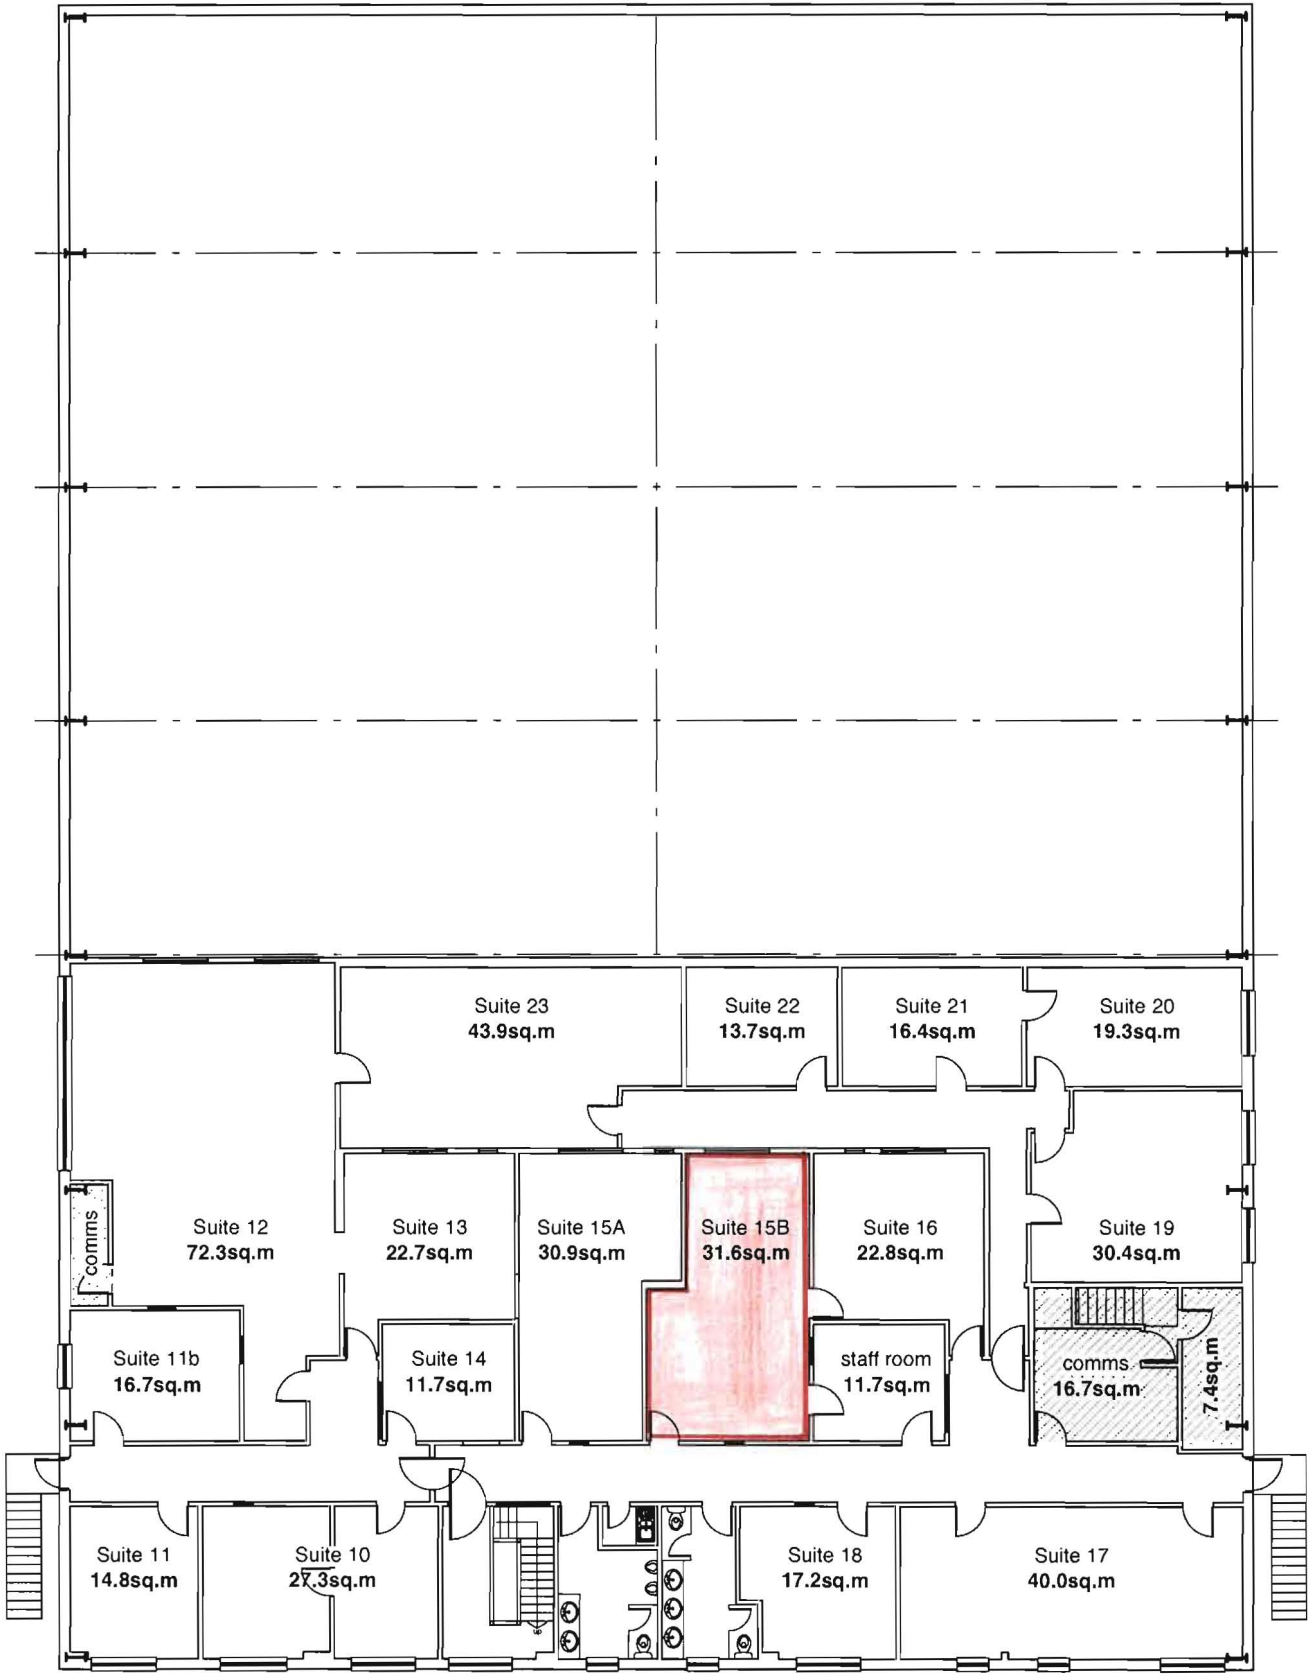 Suite 23
43.9sq.m
Suite 22
13.7sq.m
Suite 21
16.4sq.m
Suite 20
19.3sq.m
comms
Suite 12
72.3sq.m
Suite 13
22.7sq.m
Suite 15A
30.9sq.m
Suite 15B
31.6sq.m
Suite 16
22.8sq.m
Suite 19
30.4sq.m
Suite 11b
16.7sq.m
Suite 14
11.7sq.m
staff room
11.7sq.m
comms
16.7sq.m
7.4sq.m
Suite 11
14.8sq.m
Suite 10
27.3sq.m
up
Suite 18
17.2sq.m
Suite 17
40.0sq.m